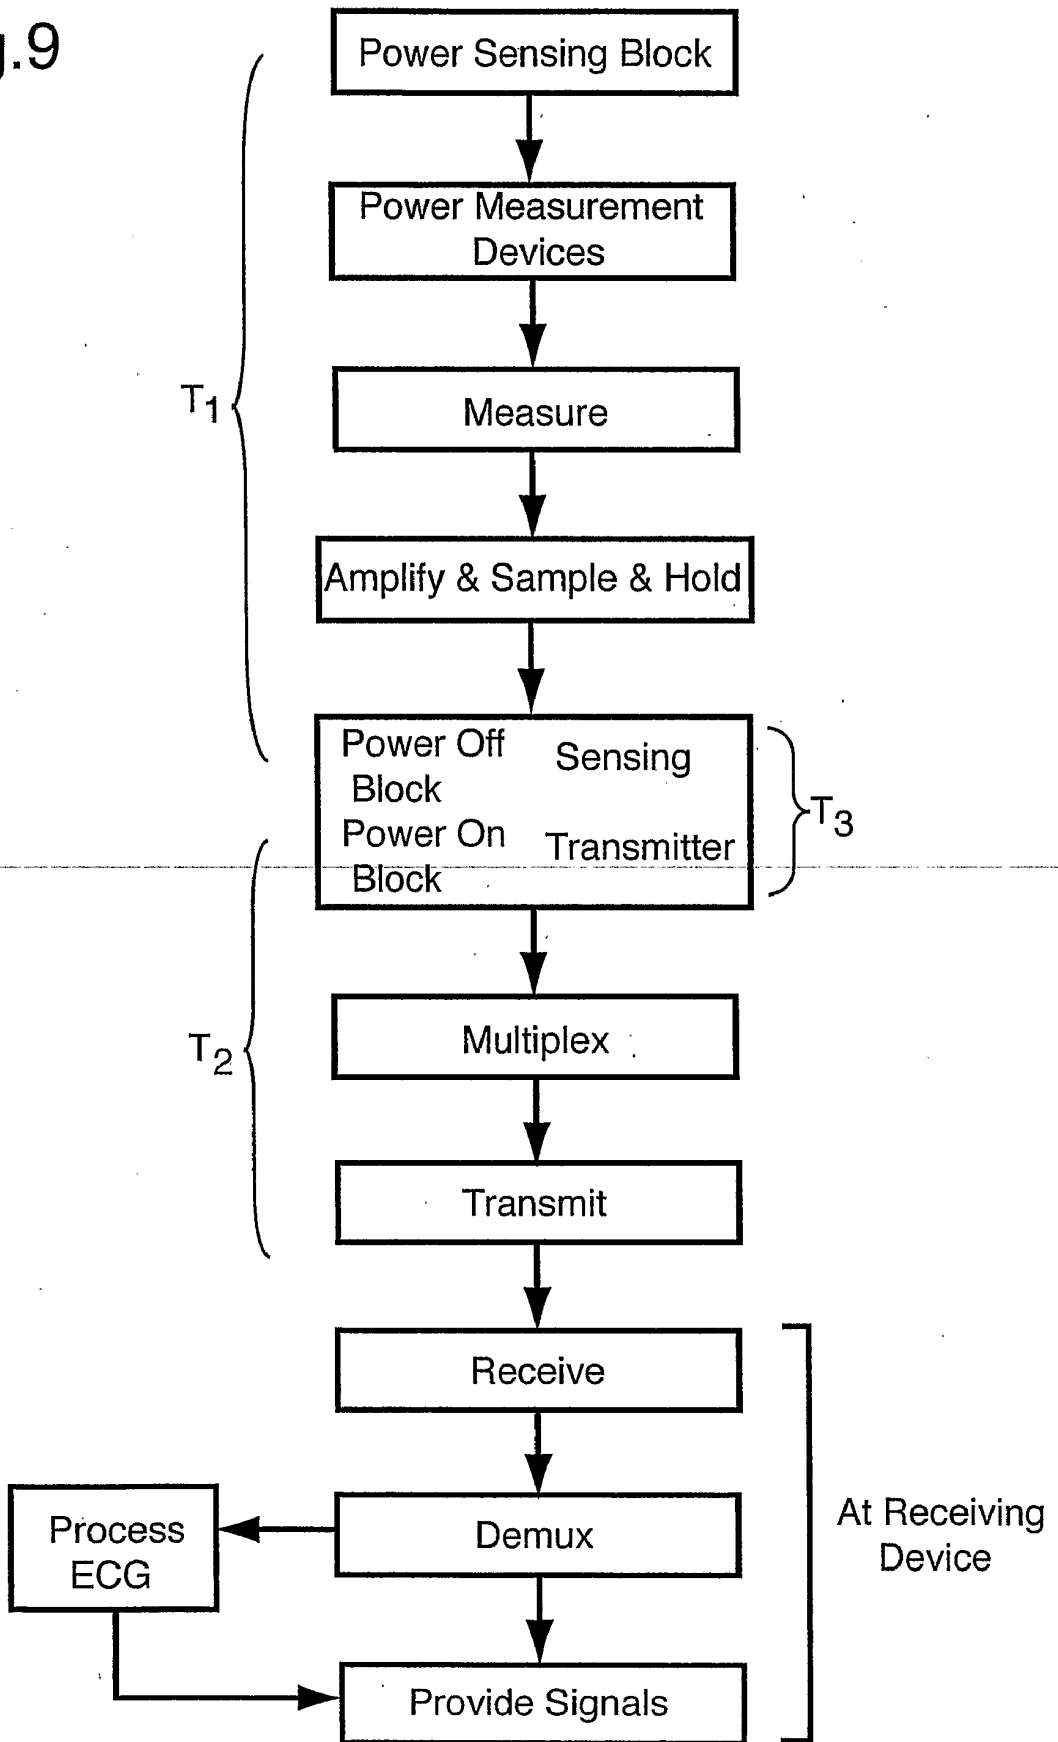 .9
Power Sensing Block
Power Measurement
Devices
Measure
T1
Amplify & Sample & Hold
Power Off
Block
Sensing
Power On
Block
Transmitter
T3
Multiplex
T2
Transmit
Receive
At Receiving
Device
Process
ECG
Demux
Provide Signals